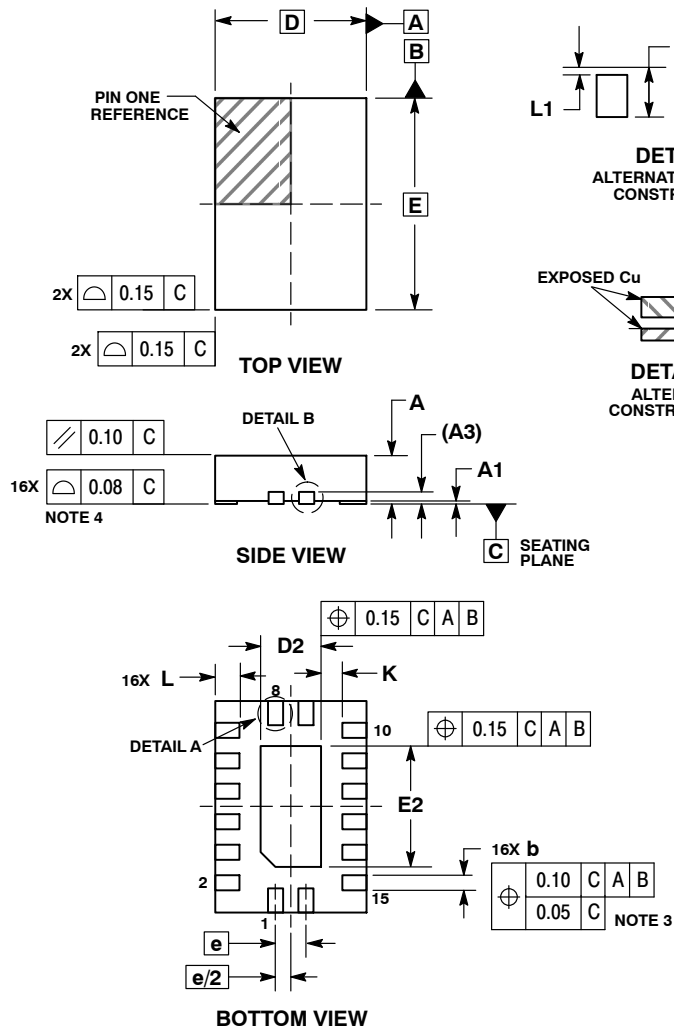 D
A
B
PIN ONE
REFERENCE
E
2X 0.15 C
2X 0.15 C
TOP VIEW
L1
DET
ALTERNAT
CONSTR
EXPOSED Cu
DETA
ALTER
CONSTR
0.10 C
16X 0.08 C
NOTE 4
DETAIL B
A
(A3)
A1
C SEATING
PLANE
SIDE VIEW
0.15 C A B
D2
16X L
K
8
DETAIL A
10
0.15 C A B
E2
2
15
1
16X b
0.10 C A B
0.05 C
NOTE 3
e
e/2
BOTTOM VIEW